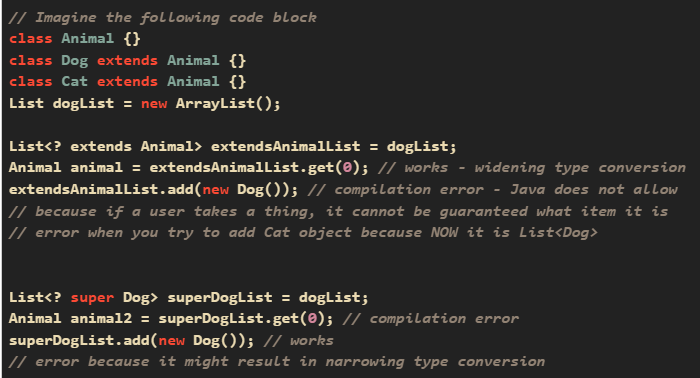 // Imagine the following code block
class Animal {}
class Dog extends Animal {}
class Cat extends Animal {}
List dogList = new ArrayList();
List<? extends Animal> extendsAnimalList = dogList;
Animal animal = extendsAnimalList.get(0); // works - widening type conversion
extendsAnimalList.add(new Dog()); // compilation error - Java does not allow
// because if a user takes a thing, it cannot be guaranteed what item it is
// error when you try to add Cat object because NOW it is List<Dog>
List<? super Dog> superDogList = dogList;
Animal animal2 = superDogList.get(0); // compilation error
superDogList.add(new Dog()); // works
// error because it might result in narrowing type conversion